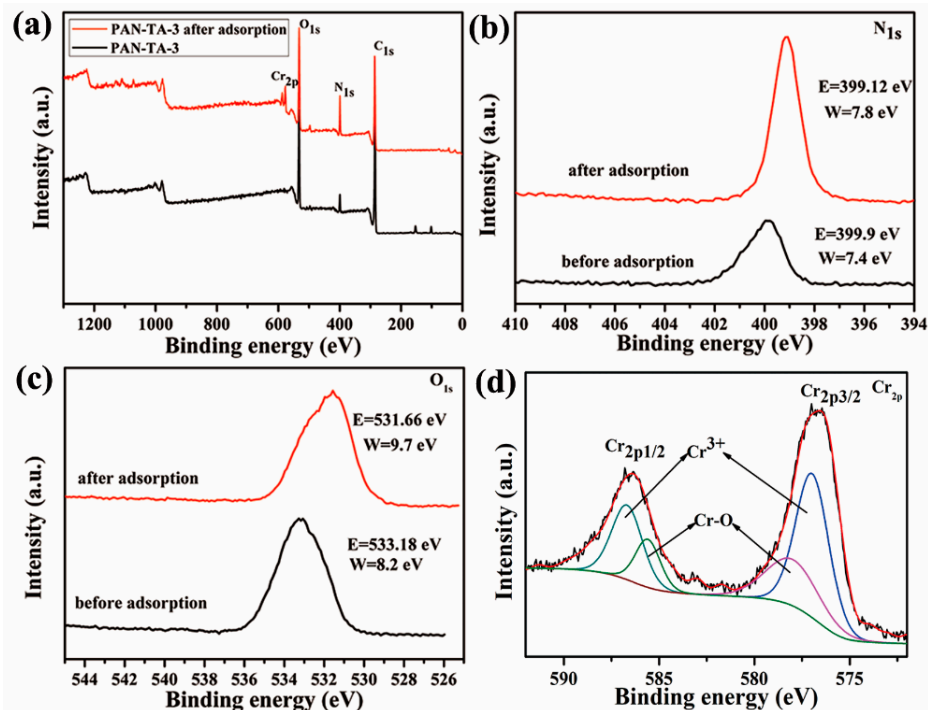 (a)
PAN-TA-3 after adsorption
PAN-TA-3
O1s
C1s
Cr2p
N1s
Intensity (a.u.)
1200 1000 800 600 400 200 0
Binding energy (eV)
(b)
N1s
E=399.12 eV
W=7.8 eV
after adsorption
E=399.9 eV
W=7.4 eV
before adsorption
Intensity (a.u.)
410 408 406 404 402 400 398 396 394
Binding energy (eV)
(c)
O1s
E=531.66 eV
W=9.7 eV
after adsorption
E=533.18 eV
W=8.2 eV
before adsorption
Intensity (a.u.)
544 542 540 538 536 534 532 530 528 526
Binding energy (eV)
(d)
Cr2p3/2
Cr2p
Cr2p1/2
Cr3+
Cr-O
Intensity (a.u.)
590 585 580 575
Binding energy (eV)